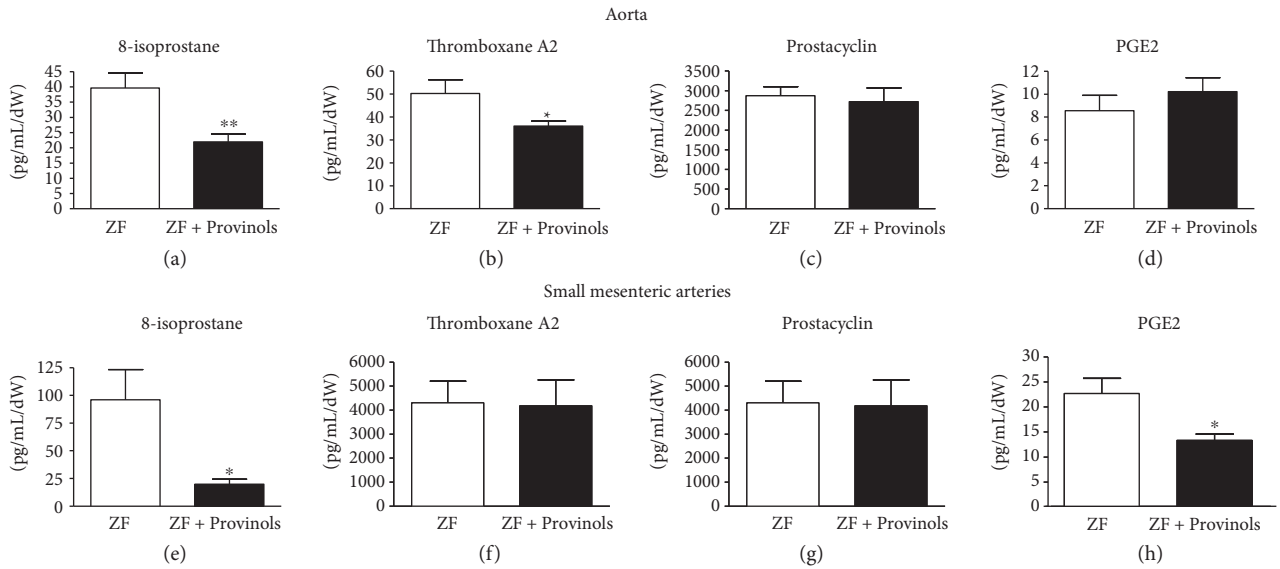 Aorta
8-isoprostane
(pg/mL/dW)
45
40
35
30
25
20
15
10
5
0
**
ZF
ZF + Provinols
(a)
Thromboxane A2
(pg/mL/dW)
60
50
40
30
20
10
0
*
ZF
ZF + Provinols
(b)
Prostacyclin
(pg/mL/dW)
3500
3000
2500
2000
1500
1000
500
0
ZF
ZF + Provinols
(c)
PGE2
(pg/mL/dW)
12
10
8
6
4
2
0
ZF
ZF + Provinols
(d)
Small mesenteric arteries
8-isoprostane
(pg/mL/dW)
125
100
75
50
25
0
*
ZF
ZF + Provinols
(e)
Thromboxane A2
(pg/mL/dW)
6000
5000
4000
3000
2000
1000
0
ZF
ZF + Provinols
(f)
Prostacyclin
(pg/mL/dW)
6000
5000
4000
3000
2000
1000
0
ZF
ZF + Provinols
(g)
PGE2
(pg/mL/dW)
30
25
20
15
10
5
0
*
ZF
ZF + Provinols
(h)